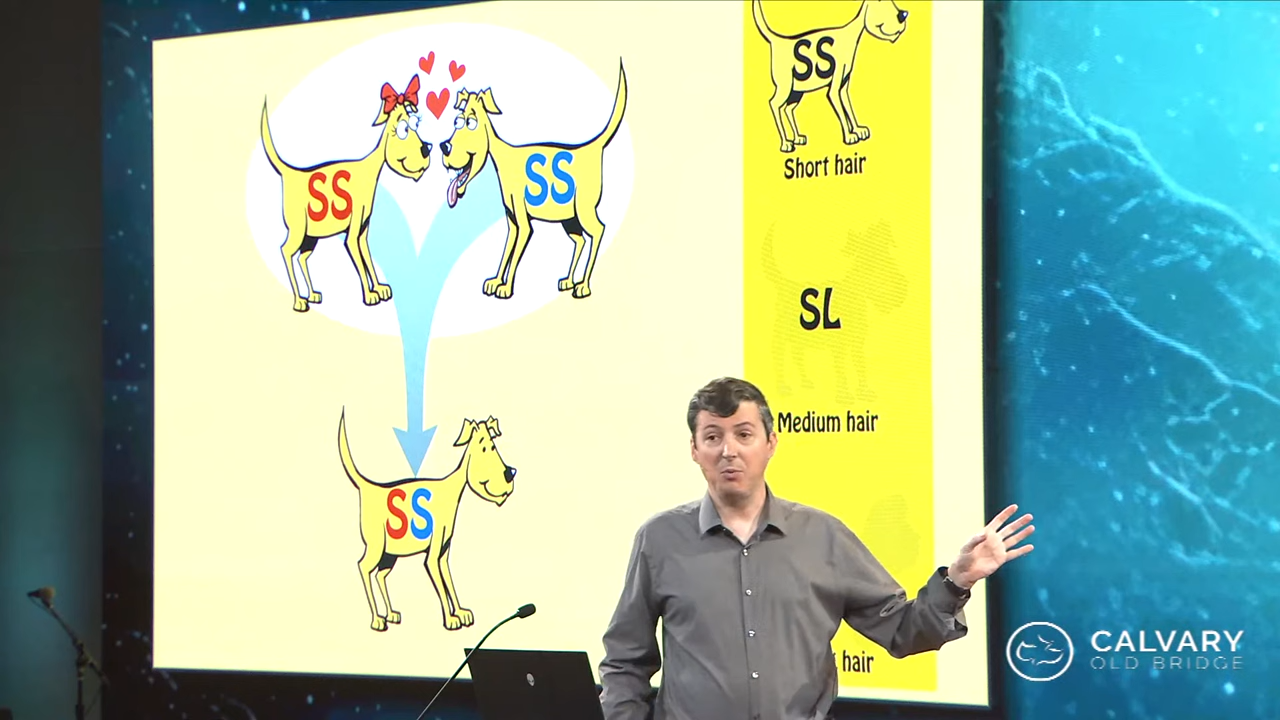 SS
SS
SS
SS
Short hair
SL
Medium hair
hair
CALVARY
OLD BRIDGE